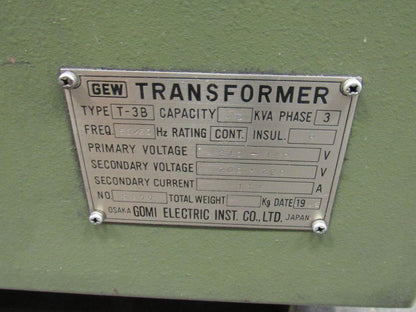 GEW TRANSFORMER
TYPE T-3B CAPACITY KVA PHASE 3
FREQ. Hz RATING CONT. INSUL.
PRIMARY VOLTAGE V
SECONDARY VOLTAGE V
SECONDARY CURRENT A
NO. TOTAL WEIGHT Kg DATE 19
OSAKA GOMI ELECTRIC INST. CO., LTD. JAPAN